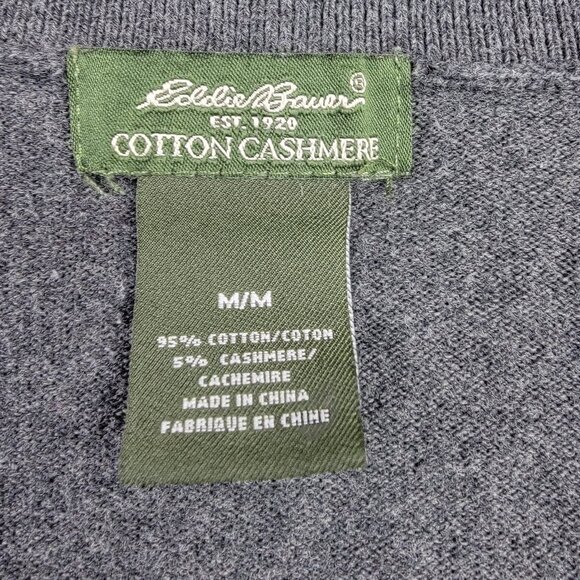 Eddie Bauer®
EST. 1920
COTTON CASHMERE
M/M
95% COTTON/COTON
5% CASHMERE/
CACHEMIRE
MADE IN CHINA
FABRIQUE EN CHINE